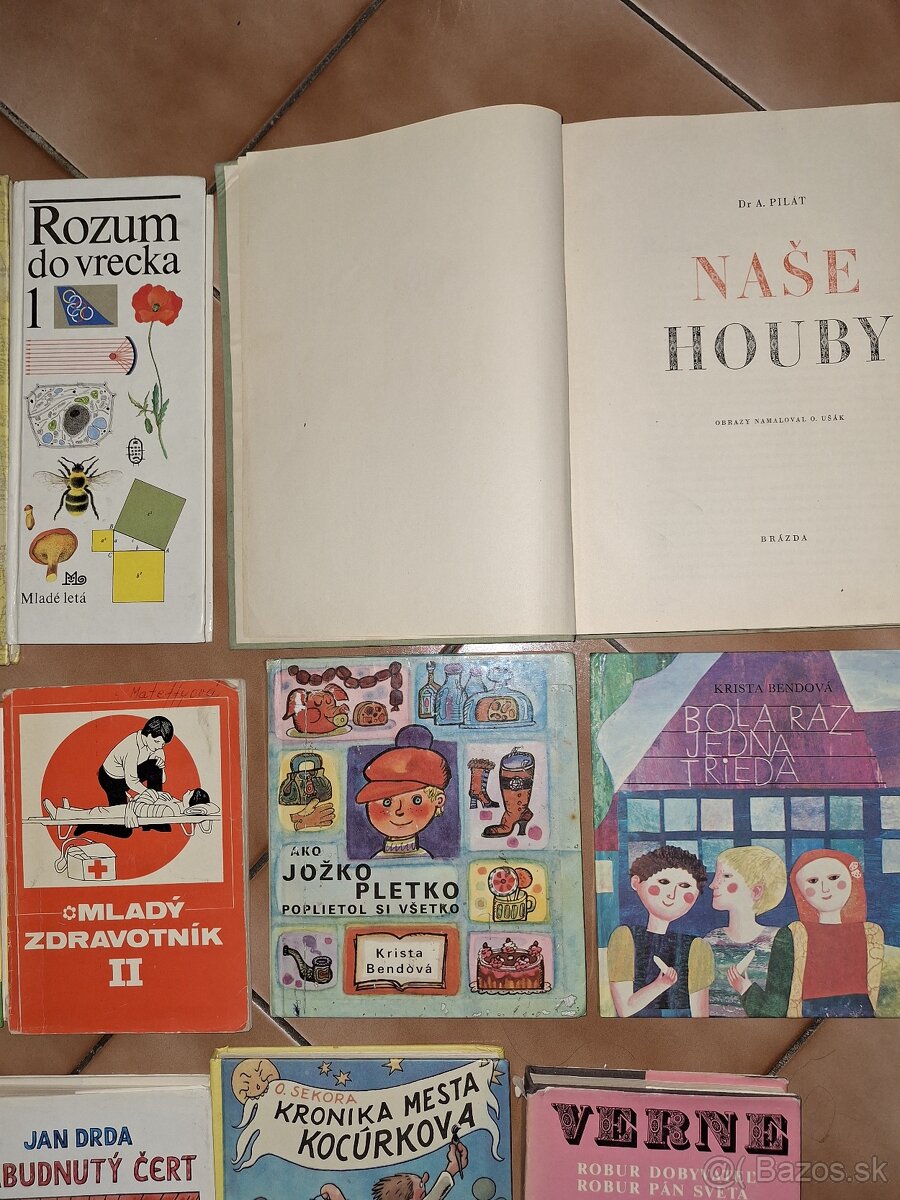 Rozum
do vrecka
1
Mladé letá
Dr A. PILÁT
NAŠE
HOUBY
OBRAZY NAMALOVAL O. UŠÁK
BRÁZDA
Mateffyová
MLADÝ
ZDRAVOTNÍK
II
AKO
JOŽKO
PLETKO
POPLIETOL SI VŠETKO
Krista
Bendová
KRISTA BENDOVÁ
BOLA RAZ
JEDNA
TRIEDA
JAN DRDA
BUDNUTÝ ČERT
O. SEKORA
KRONIKA MESTA
KOCÚRKOVA
VERNE
ROBUR DOBYVATEĽ
ROBUR PÁN SVETA
Bazos.sk